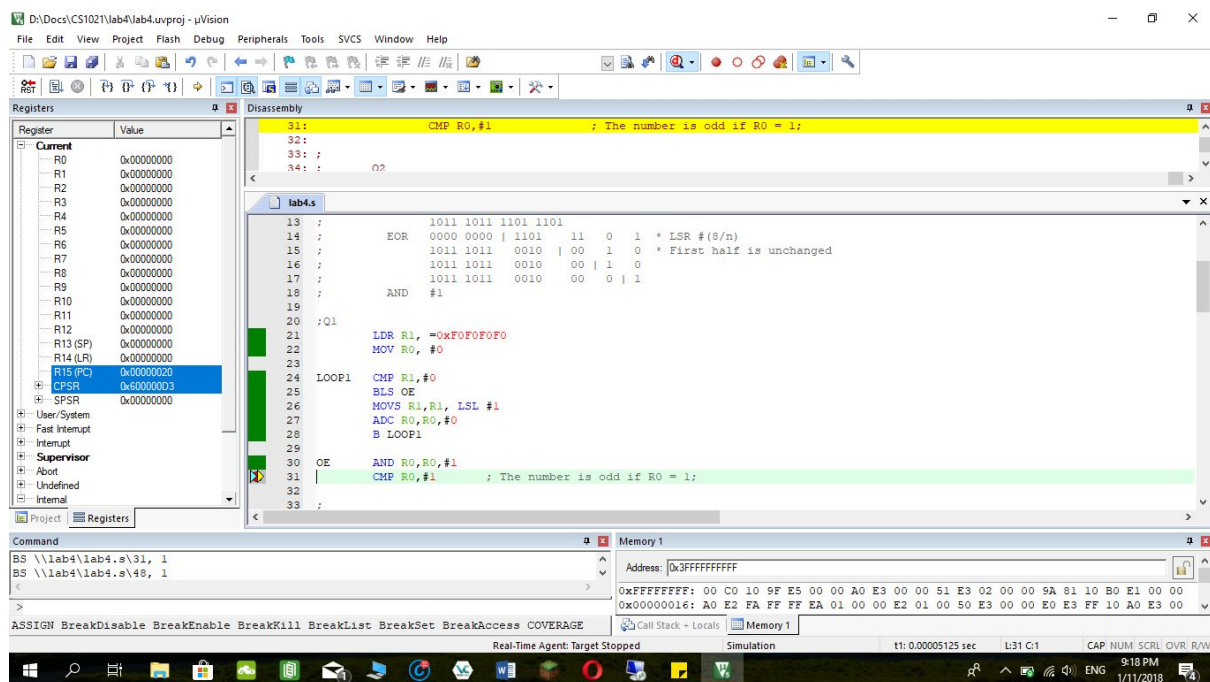 D:\Docs\CS1021\lab4\lab4.uvproj - µVision
File Edit View Project Flash Debug Peripherals Tools SVCS Window Help
Registers
Register Value
Current
R0 0x00000000
R1 0x00000000
R2 0x00000000
R3 0x00000000
R4 0x00000000
R5 0x00000000
R6 0x00000000
R7 0x00000000
R8 0x00000000
R9 0x00000000
R10 0x00000000
R11 0x00000000
R12 0x00000000
R13 (SP) 0x00000000
R14 (LR) 0x00000000
R15 (PC) 0x00000020
CPSR 0x600000D3
SPSR 0x00000000
User/System
Fast Interrupt
Interrupt
Supervisor
Abort
Undefined
Internal
Project Registers
Disassembly
31: CMP R0,#1 ; The number is odd if R0 = 1;
32:
33: ;
34: ; Q2
lab4.s
13 ; 1011 1011 1101 1101
14 ; EOR 0000 0000 | 1101 11 0 1 * LSR #(8/n)
15 ; 1011 1011 0010 | 00 1 0 * First half is unchanged
16 ; 1011 1011 0010 00 | 1 0
17 ; 1011 1011 0010 00 0 | 1
18 ; AND #1
19
20 ;Q1
21 LDR R1, =0xF0F0F0F0
22 MOV R0, #0
23
24 LOOP1 CMP R1,#0
25 BLS OE
26 MOVS R1,R1, LSL #1
27 ADC R0,R0,#0
28 B LOOP1
29
30 OE AND R0,R0,#1
31 CMP R0,#1 ; The number is odd if R0 = 1;
32
33 ;
Command
BS \\lab4\lab4.s\31, 1
BS \\lab4\lab4.s\48, 1
>
ASSIGN BreakDisable BreakEnable BreakKill BreakList BreakSet BreakAccess COVERAGE
Memory 1
Address: 0x3FFFFFFFFF
0xFFFFFFFF: 00 C0 10 9F E5 00 00 A0 E3 00 00 51 E3 02 00 00 9A 81 10 B0 E1 00 00
0x00000016: A0 E2 FA FF FF EA 01 00 00 E2 01 00 50 E3 00 00 E0 E3 FF 10 A0 E3 00
Call Stack + Locals Memory 1
Real-Time Agent: Target Stopped Simulation t1: 0.00005125 sec L:31 C:1 CAP NUM SCRL OVR R/W
ENG
9:18 PM
1/11/2018